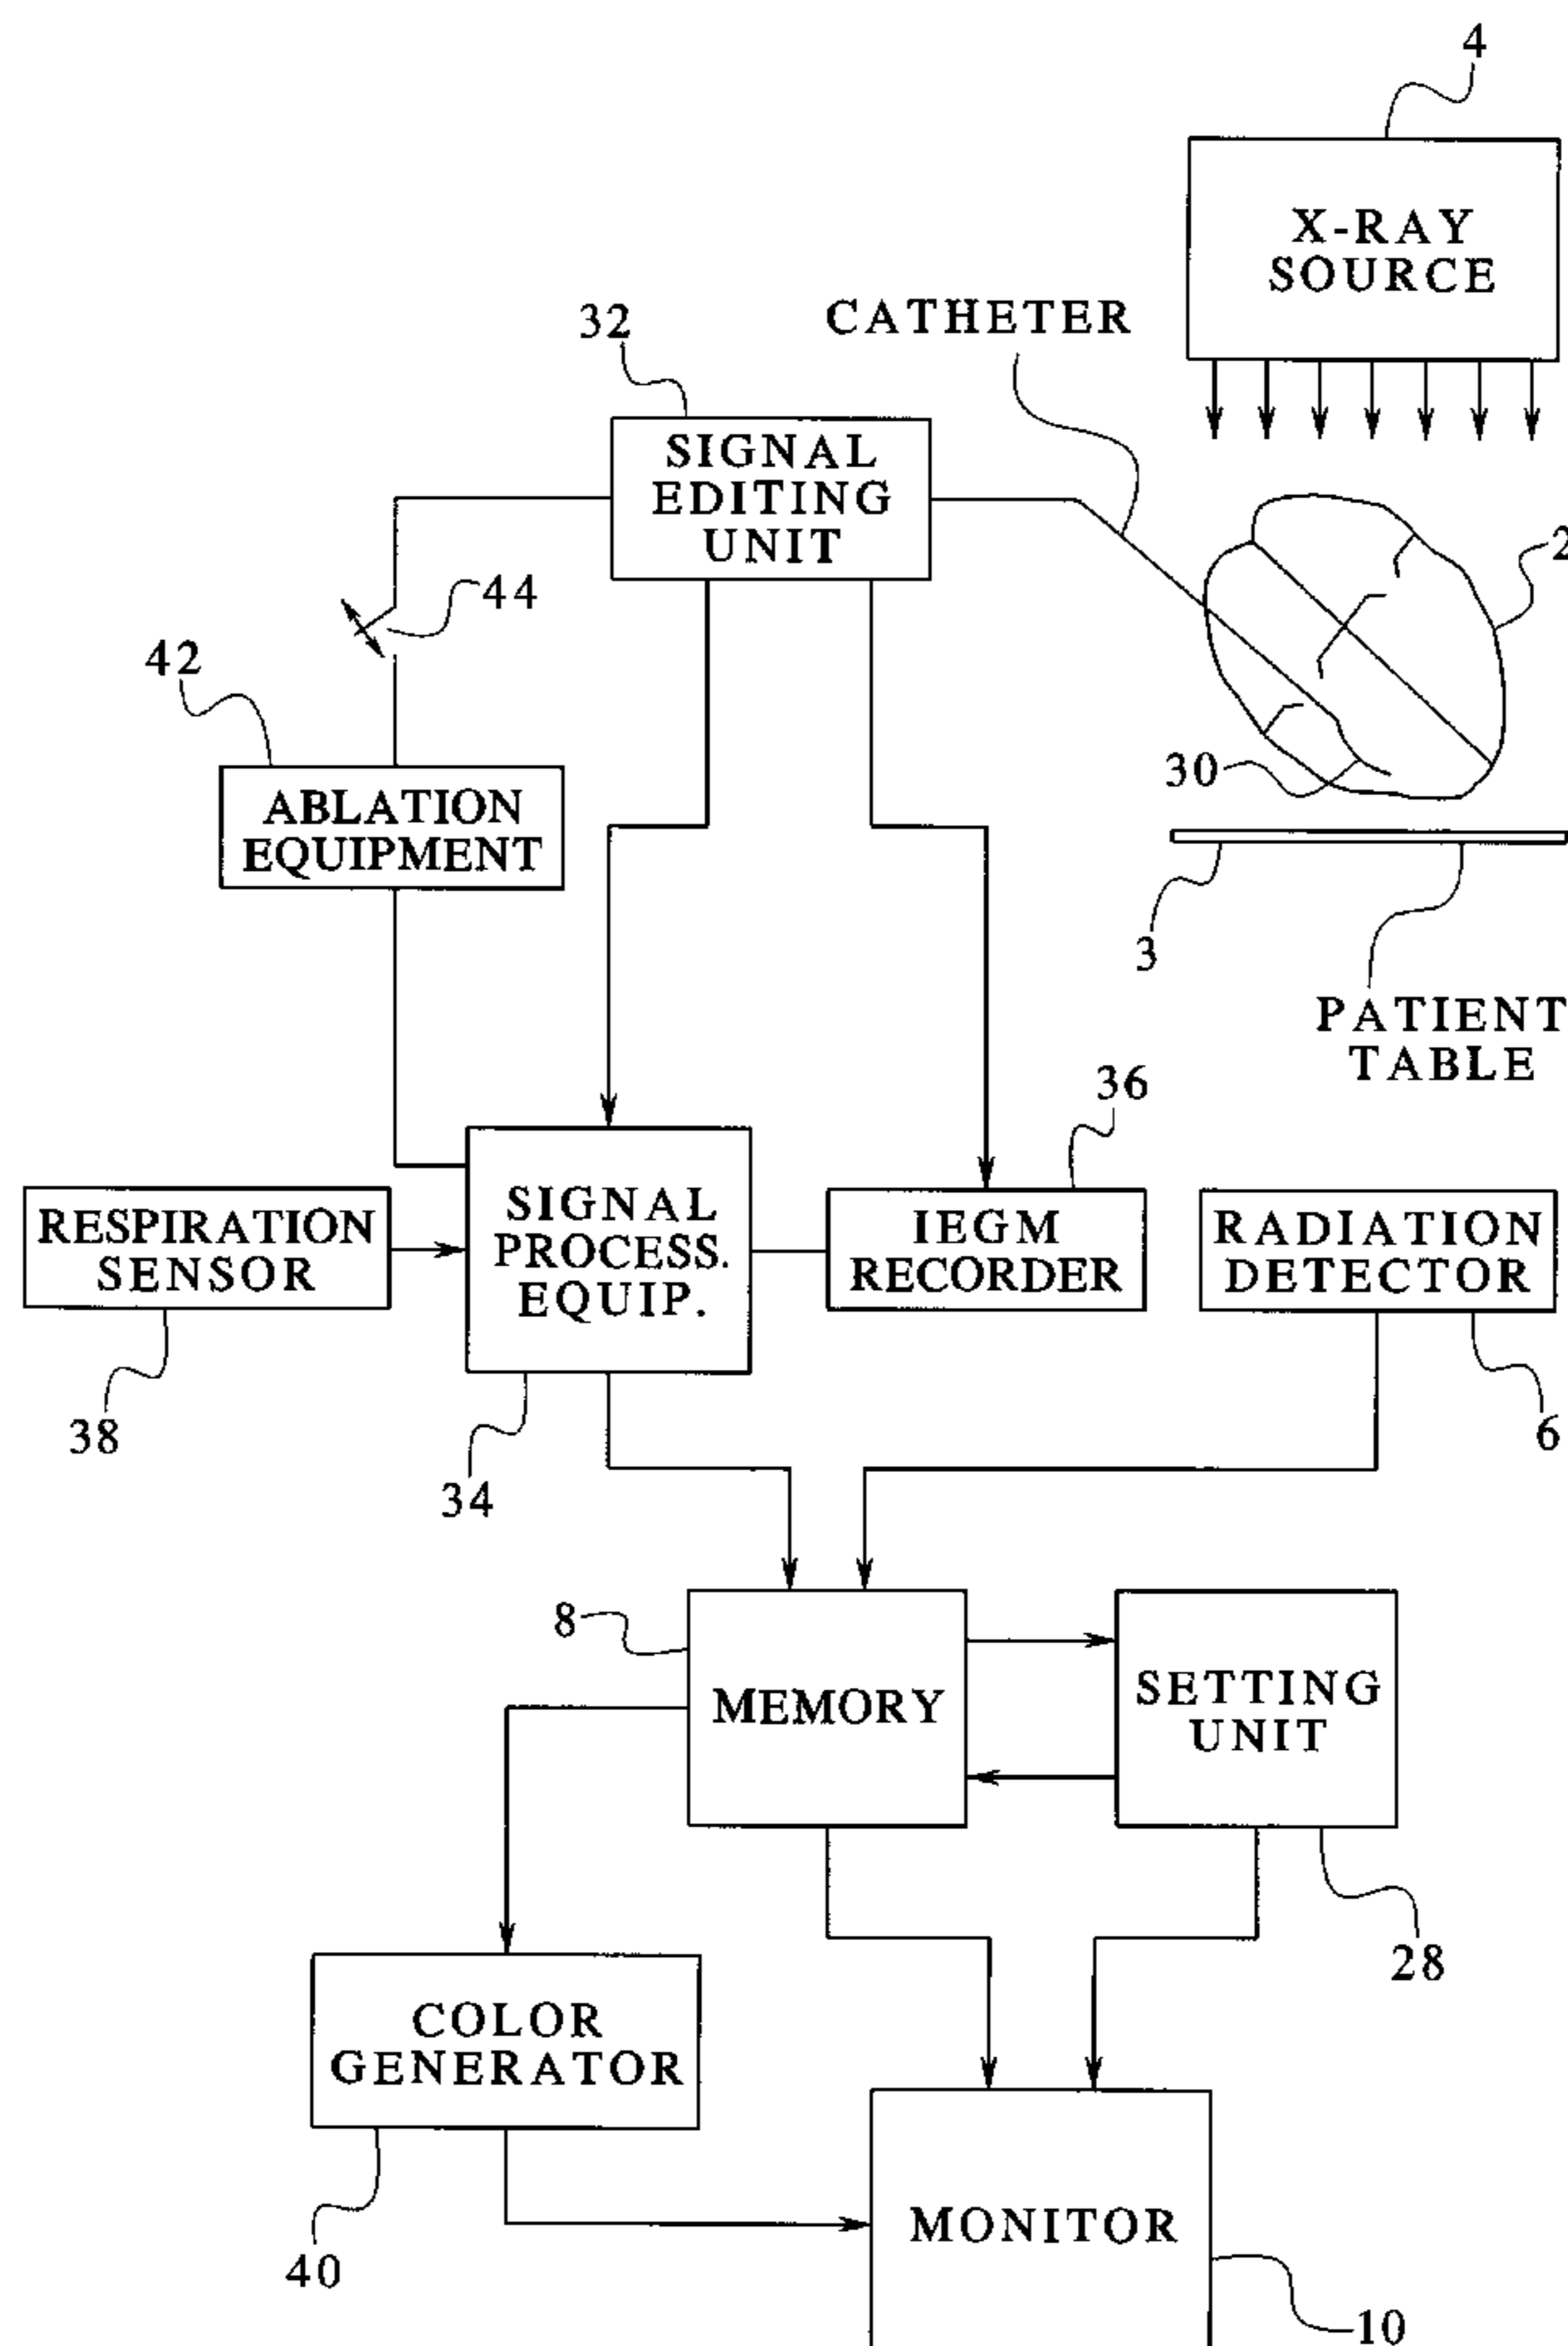 4
X-RAY
SOURCE
CATHETER
32
SIGNAL
EDITING
UNIT
2
44
42
30
ABLATION
EQUIPMENT
3
PATIENT
TABLE
36
RESPIRATION
SENSOR
SIGNAL
PROCESS.
EQUIP.
IEGM
RECORDER
RADIATION
DETECTOR
38
34
6
8
MEMORY
SETTING
UNIT
28
COLOR
GENERATOR
MONITOR
40
10